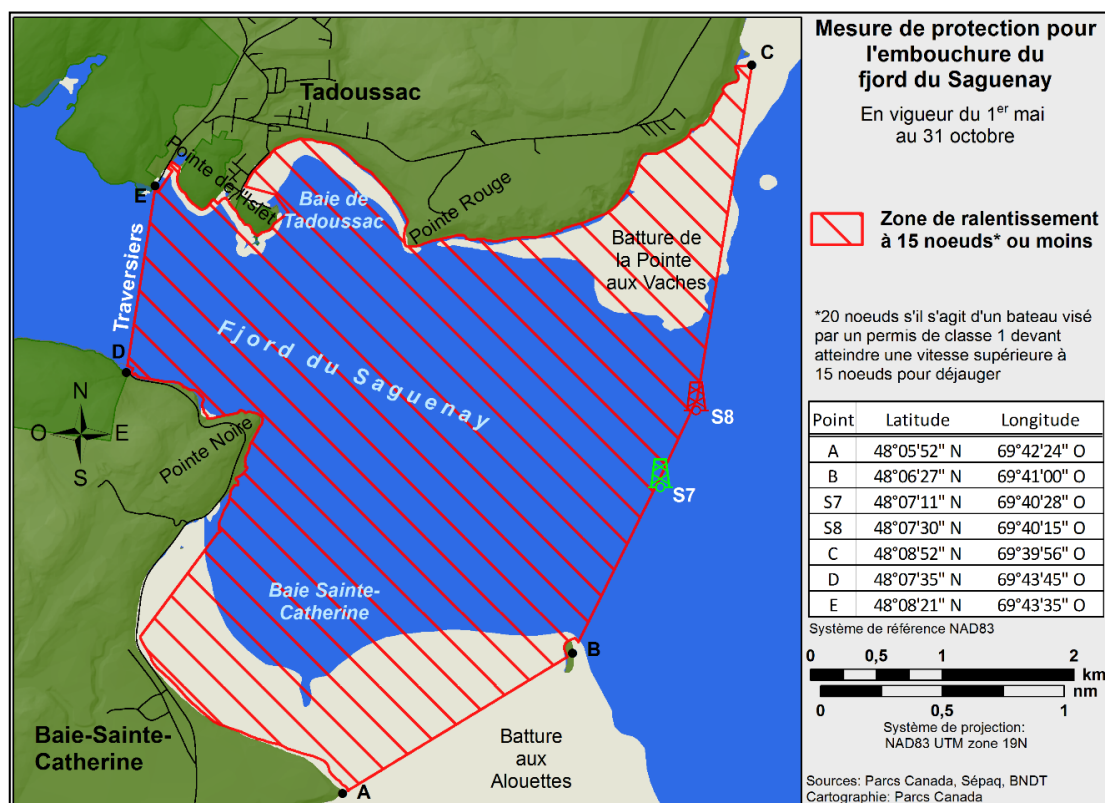 Mesure de protection pour
l'embouchure du
fjord du Saguenay
En vigueur du 1er mai
au 31 octobre
Zone de ralentissement
à 15 noeuds* ou moins
*20 noeuds s'il s'agit d'un bateau visé
par un permis de classe 1 devant
atteindre une vitesse supérieure à
15 noeuds pour déjauger
Point Latitude Longitude
A 48°05'52" N 69°42'24" O
B 48°06'27" N 69°41'00" O
S7 48°07'11" N 69°40'28" O
S8 48°07'30" N 69°40'15" O
C 48°08'52" N 69°39'56" O
D 48°07'35" N 69°43'45" O
E 48°08'21" N 69°43'35" O
Système de référence NAD83
0 0,5 1 2
km
nm
0 0,5 1
Système de projection:
NAD83 UTM zone 19N
Sources: Parcs Canada, Sépaq, BNDT
Cartographie: Parcs Canada
C
Tadoussac
Pointe de l'Islet
E
Baie de
Tadoussac
Pointe Rouge
Batture de
la Pointe
aux Vaches
Traversiers
Fjord du Saguenay
D
N
O E
S
Pointe Noire
S8
S7
Baie Sainte-
Catherine
B
Baie-Sainte-
Catherine
Batture
aux
Alouettes
A